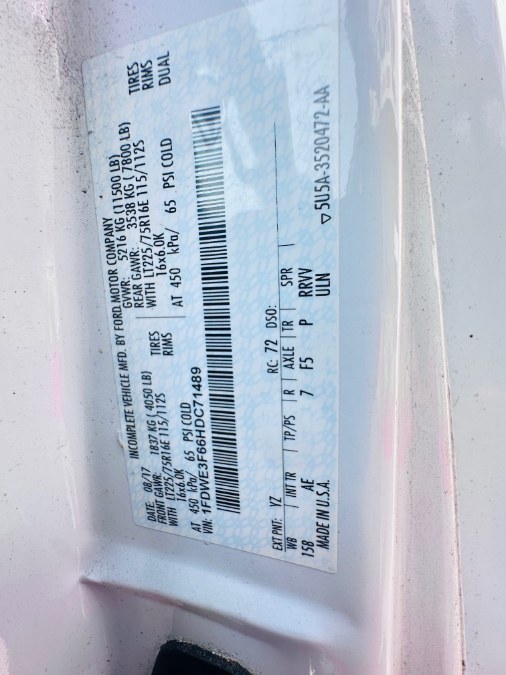 INCOMPLETE VEHICLE MFD. BY FORD MOTOR COMPANY
DATE: 08/17 GVWR: 5216 KG (11500 LB)
FRONT GAWR: 1837 KG (4050 LB) REAR GAWR: 3538 KG (7800 LB)
WITH LT225/75R16E 115/112S TIRES WITH LT225/75R16E 115/112S TIRES
16x6.0K RIMS 16x6.0K RIMS
AT 450 kPa/ 65 PSI COLD AT 450 kPa/ 65 PSI COLD DUAL
VIN: 1FDWE3F66HDC71489
EXT PNT: YZ RC: 72 DSO:
WB INT TR TP/PS R AXLE TR SPR
158 AE 7 F5 P RRVV
MADE IN U.S.A. ULN
▽5U5A-3520472-AA